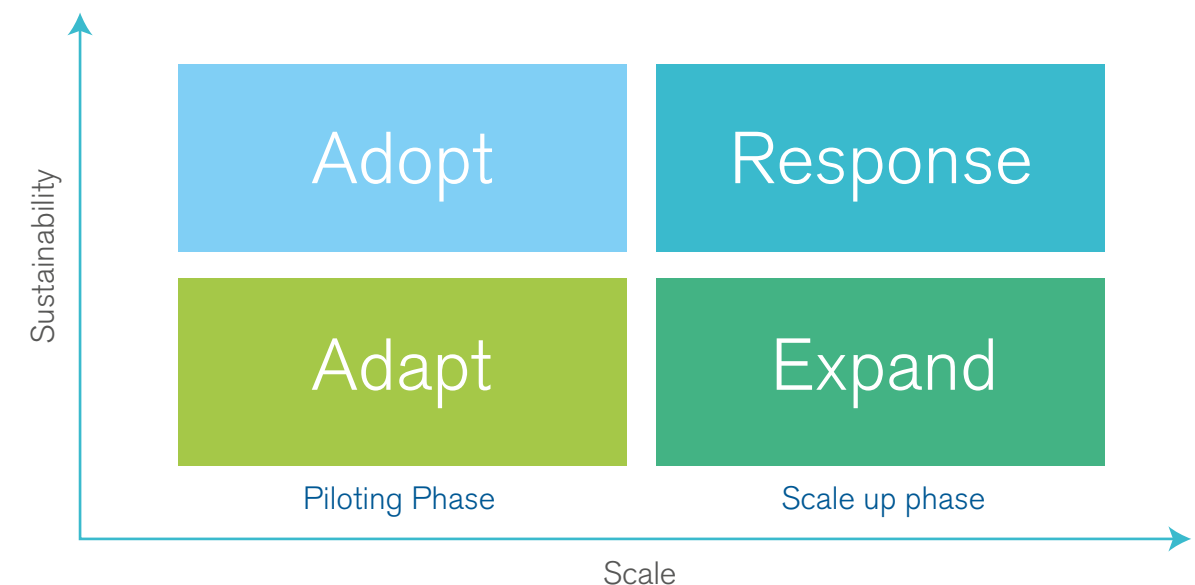 Sustainability
Adopt
Response
Adapt
Expand
Piloting Phase
Scale up phase
Scale